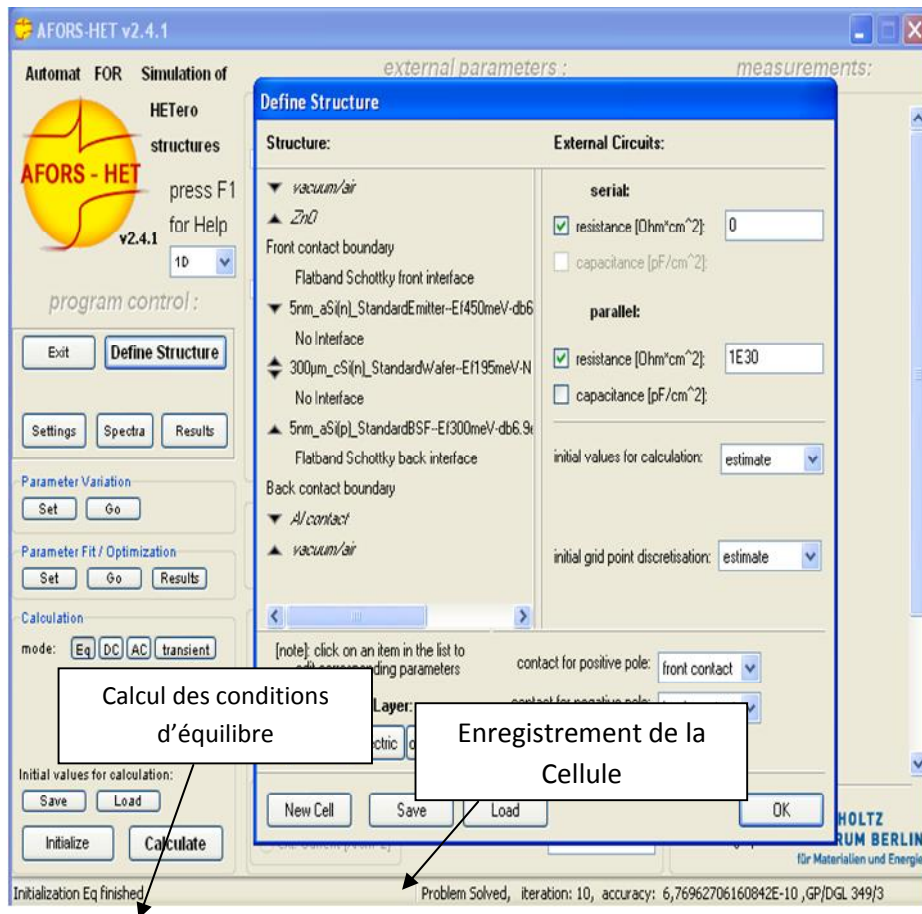 AFORS-HET v2.4.1
Automat FOR Simulation of
HETero
structures
AFORS - HET
press F1
for Help
v2.4.1
1D
program control :
Exit
Define Structure
Settings
Spectra
Results
Parameter Variation
Set
Go
Parameter Fit / Optimization
Set
Go
Results
Calculation
mode: Eq DC AC transient
Calcul des conditions
d'équilibre
Initial values for calculation:
Save
Load
Initialize
Calculate
external parameters :
measurements:
Define Structure
Structure:
vacuum/air
ZnO
Front contact boundary
Flatband Schottky front interface
5nm_aSi(n)_StandardEmitter--Ef450meV-db6
No Interface
300µm_cSi(n)_StandardWafer--Ef195meV-N
No Interface
5nm_aSi(p)_StandardBSF--Ef300meV-db6.9
Flatband Schottky back interface
Back contact boundary
Al contact
vacuum/air
External Circuits:
serial:
resistance [Ohm*cm^2]: 0
capacitance [pF/cm^2]:
parallel:
resistance [Ohm*cm^2]: 1E30
capacitance [pF/cm^2]:
initial values for calculation: estimate
initial grid point discretisation: estimate
[note]: click on an item in the list to
parameters
contact for positive pole: front contact
Layer:
Enregistrement de la
Cellule
New Cell
Save
Load
OK
HOLTZ
RUM BERLIN
für Materialien und Energie
Initialization Eq finished
Problem Solved, iteration: 10, accuracy: 6,76962706160842E-10 ,GP/DGL 349/3